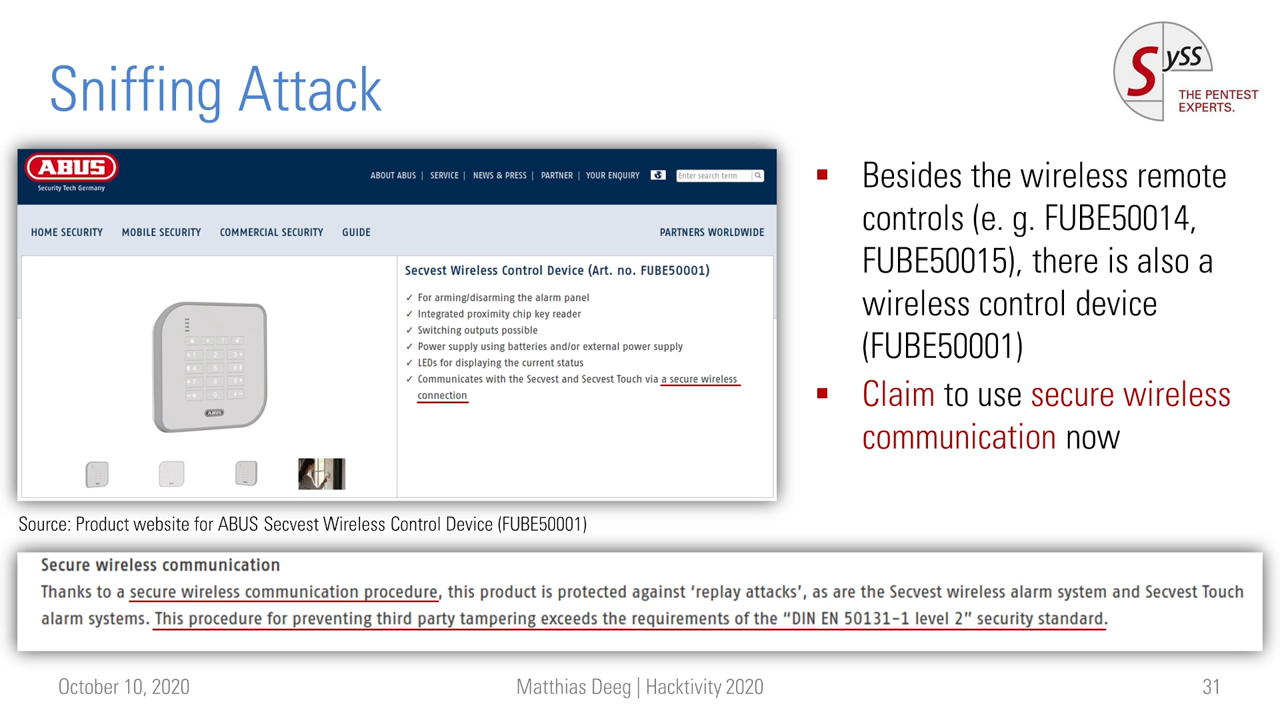 Sniffing Attack
S
ySS
THE PENTEST
EXPERTS.
ABUS
Security Tech Germany
ABOUT ABUS | SERVICE | NEWS & PRESS | PARTNER | YOUR ENQUIRY
Enter search term
HOME SECURITY MOBILE SECURITY COMMERCIAL SECURITY GUIDE PARTNERS WORLDWIDE
Secvest Wireless Control Device (Art. no. FUBE50001)
✓ For arming/disarming the alarm panel
✓ Integrated proximity chip key reader
✓ Switching outputs possible
✓ Power supply using batteries and/or external power supply
✓ LEDs for displaying the current status
✓ Communicates with the Secvest and Secvest Touch via a secure wireless
connection
ABUS
Source: Product website for ABUS Secvest Wireless Control Device (FUBE50001)
▪ Besides the wireless remote
controls (e. g. FUBE50014,
FUBE50015), there is also a
wireless control device
(FUBE50001)
▪ Claim to use secure wireless
communication now
Secure wireless communication
Thanks to a secure wireless communication procedure, this product is protected against ‘replay attacks’, as are the Secvest wireless alarm system and Secvest Touch
alarm systems. This procedure for preventing third party tampering exceeds the requirements of the “DIN EN 50131-1 level 2” security standard.
October 10, 2020
Matthias Deeg | Hacktivity 2020
31